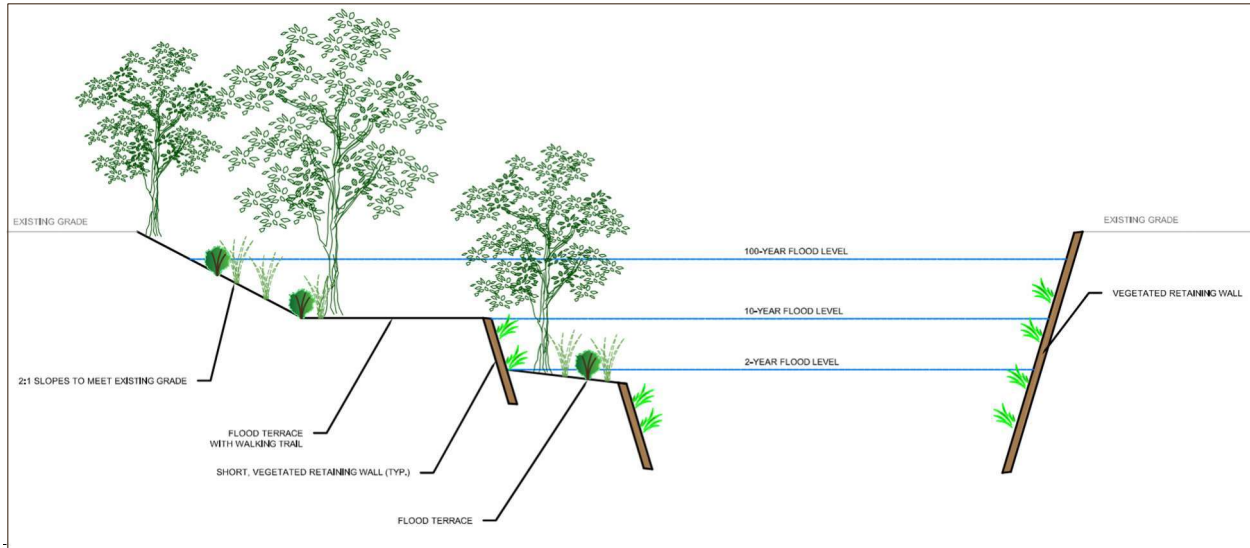 EXISTING GRADE
EXISTING GRADE
100-YEAR FLOOD LEVEL
VEGETATED RETAINING WALL
10-YEAR FLOOD LEVEL
2-YEAR FLOOD LEVEL
2:1 SLOPES TO MEET EXISTING GRADE
FLOOD TERRACE
WITH WALKING TRAIL
SHORT, VEGETATED RETAINING WALL (TYP.)
FLOOD TERRACE